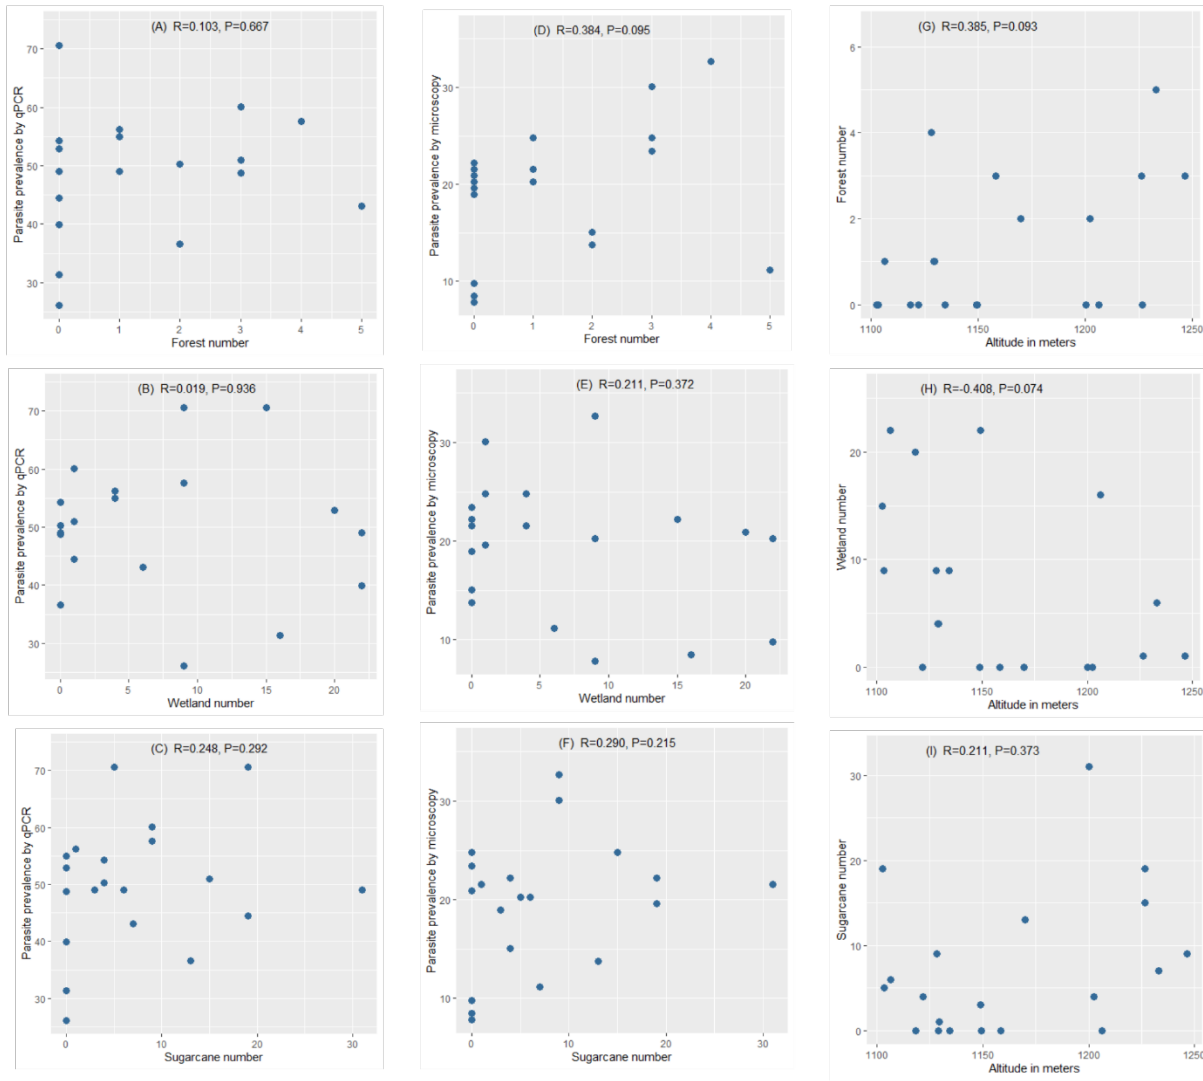 (A) R=0.103, P=0.667
Parasite prevalence by qPCR
70
60
50
40
30
0 1 2 3 4 5
Forest number
(D) R=0.384, P=0.095
Parasite prevalence by microscopy
30
20
10
0 1 2 3 4 5
Forest number
(G) R=0.385, P=0.093
Forest number
6
4
2
0
1100 1150 1200 1250
Altitude in meters
(B) R=0.019, P=0.936
Parasite prevalence by qPCR
70
60
50
40
30
0 5 10 15 20
Wetland number
(E) R=0.211, P=0.372
Parasite prevalence by microscopy
30
20
10
0 5 10 15 20
Wetland number
(H) R=-0.408, P=0.074
Wetland number
20
10
0
1100 1150 1200 1250
Altitude in meters
(C) R=0.248, P=0.292
Parasite prevalence by qPCR
70
60
50
40
30
0 10 20 30
Sugarcane number
(F) R=0.290, P=0.215
Parasite prevalence by microscopy
30
20
10
0 10 20 30
Sugarcane number
(I) R=0.211, P=0.373
Sugarcane number
30
20
10
0
1100 1150 1200 1250
Altitude in meters